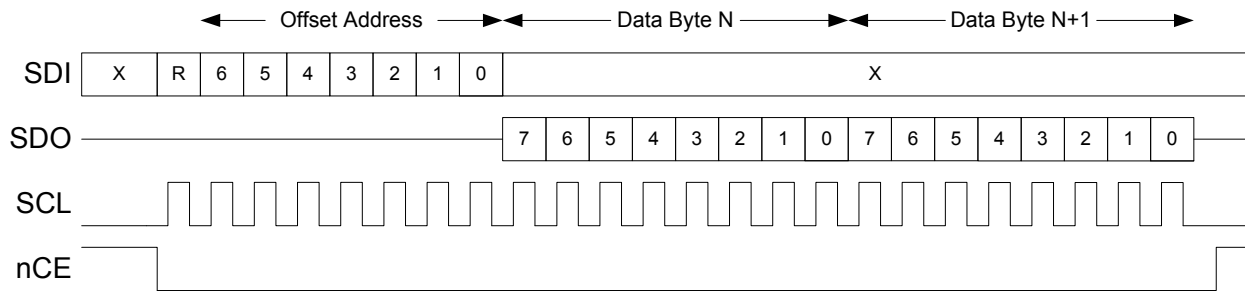 Offset Address Data Byte N Data Byte N+1
SDI X R 6 5 4 3 2 1 0 X
SDO 7 6 5 4 3 2 1 0 7 6 5 4 3 2 1 0
SCL
nCE